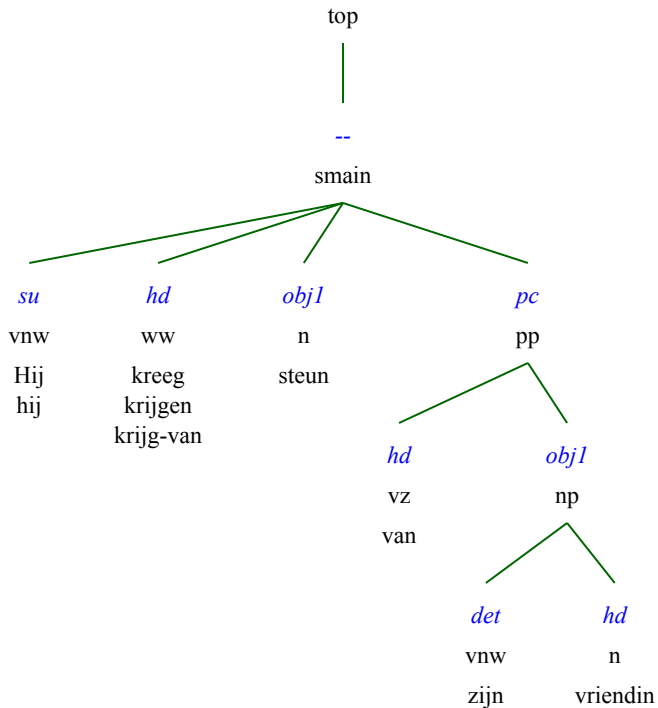 top
--
smain
su hd obj1 pc
vnw ww n pp
Hij kreeg steun
hij krijgen
krijg-van
hd obj1
vz np
van
det hd
vnw n
zijn vriendin